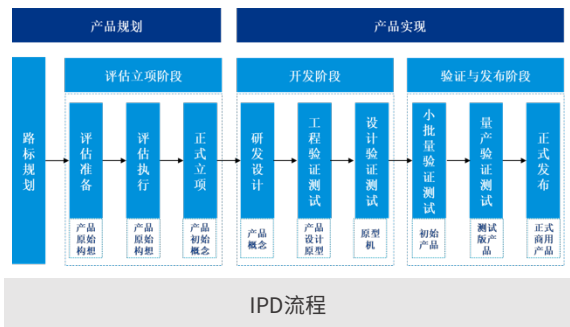 产品规划
产品实现
评估立项阶段
开发阶段
验证与发布阶段
路标规划
评估准备
评估执行
正式立项
研发设计
工程验证测试
设计验证测试
小批量验证测试
量产验证测试
正式发布
产品
原始
构想
产品
原始
构想
产品
初始
概念
产品
概念
产品
设计
原型
原型
机
初始
产品
测试
版产
品
正式
商用
产品
IPD流程